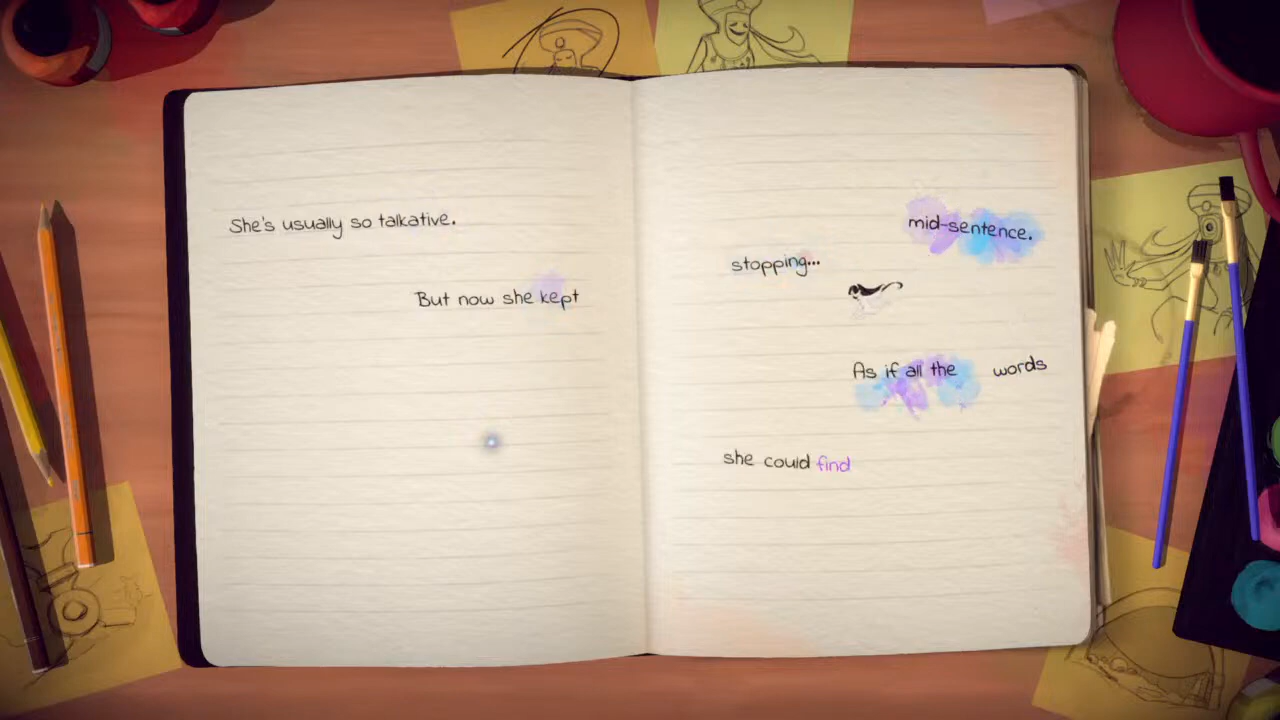 She's usually so talkative.
But now she kept
stopping...
mid-sentence.
As if all the words
she could find